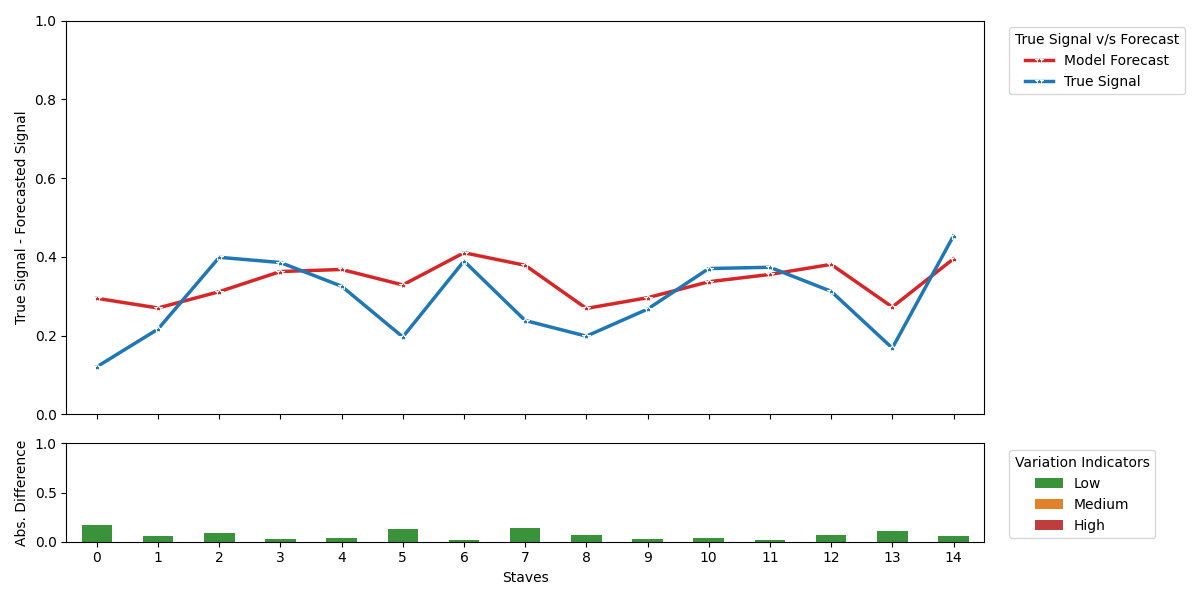 True Signal - Forecasted Signal
1.0
0.8
0.6
0.4
0.2
0.0
True Signal v/s Forecast
Model Forecast
True Signal
Abs. Difference
1.0
0.5
0.0
0 1 2 3 4 5 6 7 8 9 10 11 12 13 14
Staves
Variation Indicators
Low
Medium
High